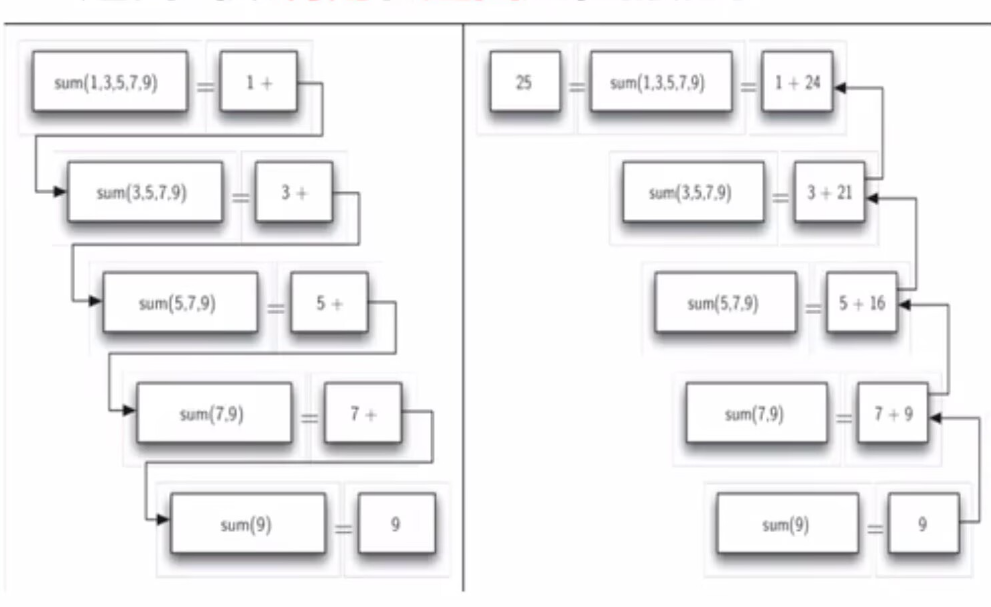 sum(1,3,5,7,9) = 1 +
sum(3,5,7,9) = 3 +
sum(5,7,9) = 5 +
sum(7,9) = 7 +
sum(9) = 9
25 = sum(1,3,5,7,9) = 1 + 24
sum(3,5,7,9) = 3 + 21
sum(5,7,9) = 5 + 16
sum(7,9) = 7 + 9
sum(9) = 9